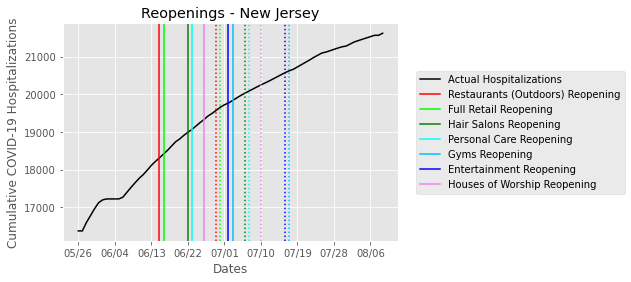 Reopenings - New Jersey
Cumulative COVID-19 Hospitalizations
21000
20000
19000
18000
17000
05/26 06/04 06/13 06/22 07/01 07/10 07/19 07/28 08/06
Dates
Actual Hospitalizations
Restaurants (Outdoors) Reopening
Full Retail Reopening
Hair Salons Reopening
Personal Care Reopening
Gyms Reopening
Entertainment Reopening
Houses of Worship Reopening